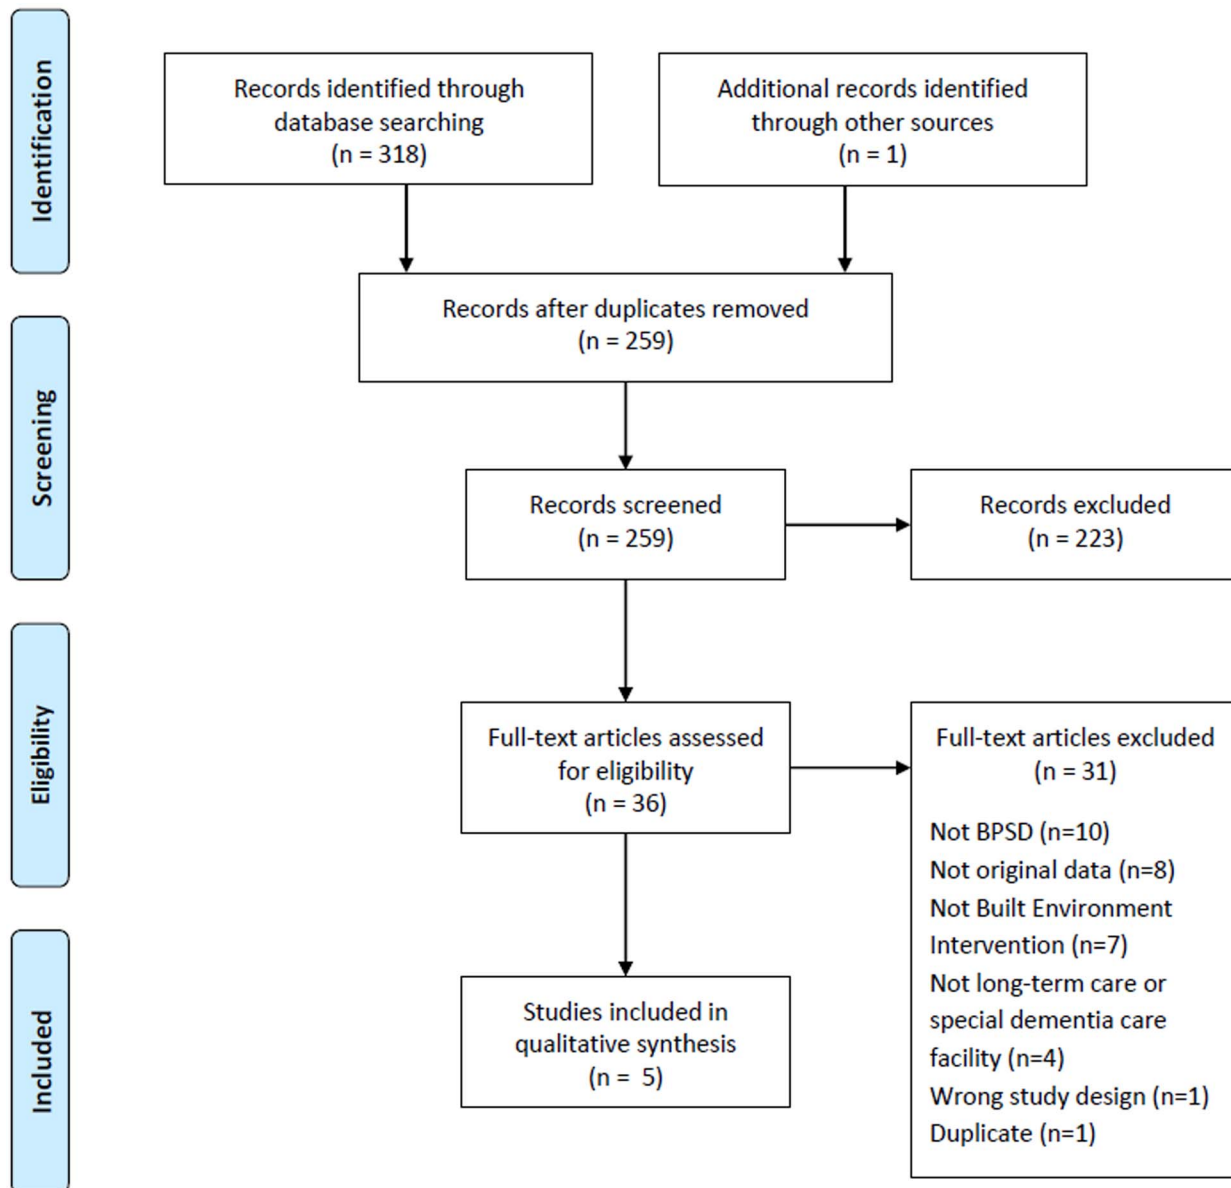 Identification
Records identified through
database searching
(n = 318)
Additional records identified
through other sources
(n = 1)
Records after duplicates removed
(n = 259)
Screening
Records screened
(n = 259)
Records excluded
(n = 223)
Eligibility
Full-text articles assessed
for eligibility
(n = 36)
Full-text articles excluded
(n = 31)
Not BPSD (n=10)
Not original data (n=8)
Not Built Environment
Intervention (n=7)
Not long-term care or
special dementia care
facility (n=4)
Wrong study design (n=1)
Duplicate (n=1)
Included
Studies included in
qualitative synthesis
(n =  5)